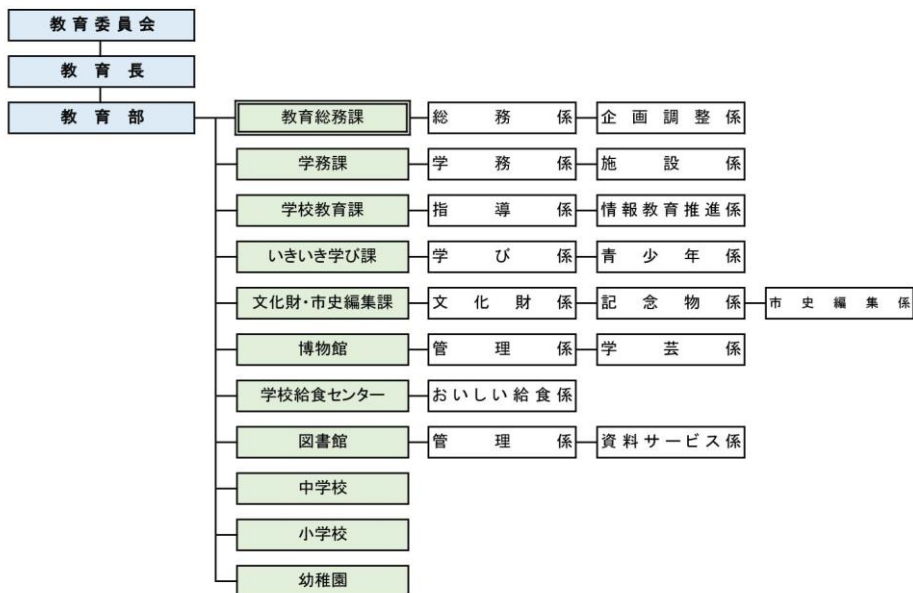 教育委員会
教育長
教育部
教育総務課 総務係 企画調整係
学務課 学務係 施設係
学校教育課 指導係 情報教育推進係
いきいき学び課 学び係 青少年係
文化財・市史編集課 文化財係 記念物係 市史編集係
博物館 管理係 学芸係
学校給食センター おいしい給食係
図書館 管理係 資料サービス係
中学校
小学校
幼稚園